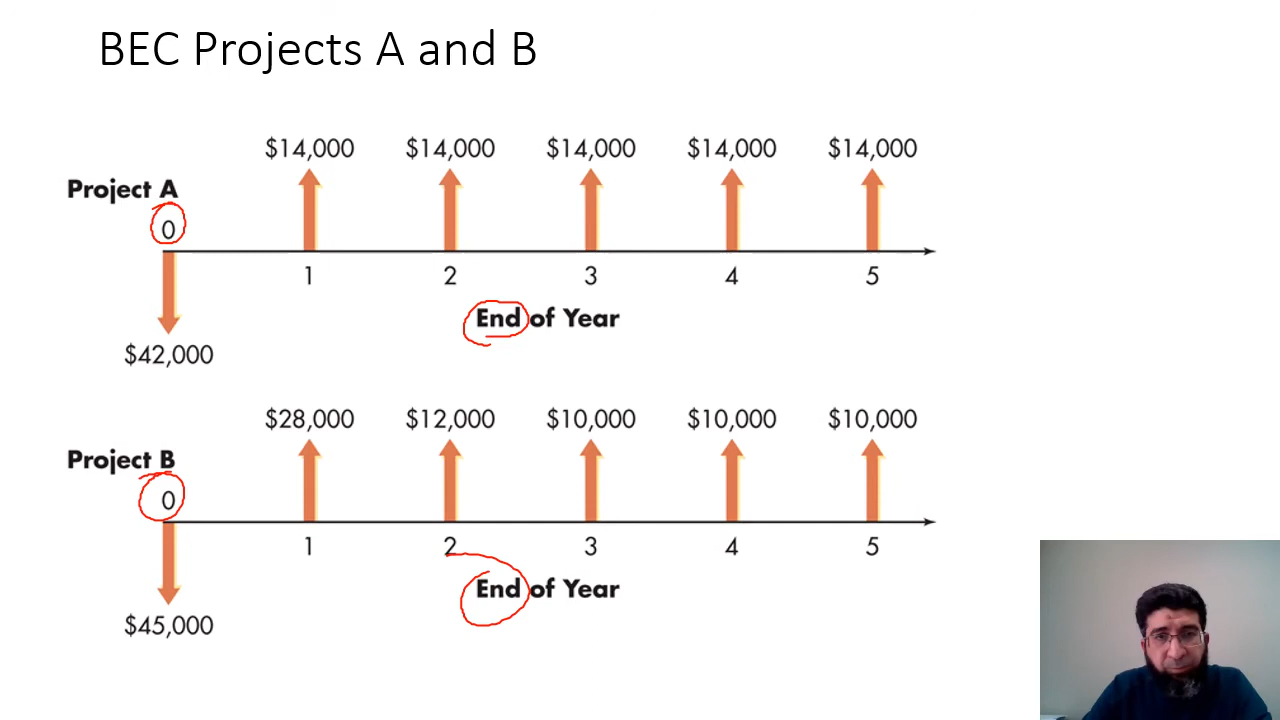 BEC Projects A and B
$14,000 $14,000 $14,000 $14,000 $14,000
Project A
0
1 2 3 4 5
End of Year
$42,000
$28,000 $12,000 $10,000 $10,000 $10,000
Project B
0
1 2 3 4 5
End of Year
$45,000